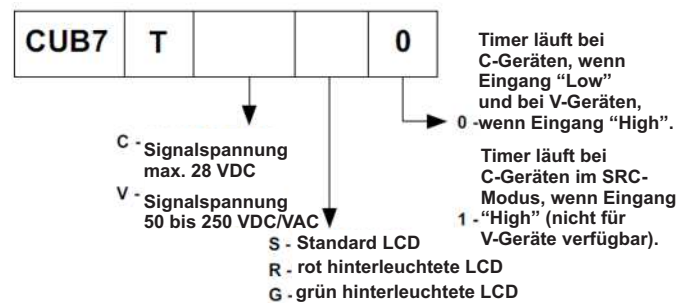 CUB7 T 0
Timer läuft bei
C-Geräten, wenn
Eingang “Low”
und bei V-Geräten,
0 -wenn Eingang “High”.
Timer läuft bei
C-Geräten im SRC-
Modus, wenn Eingang
1 -“High” (nicht für
V-Geräte verfügbar).
C - Signalspannung
max. 28 VDC
V - Signalspannung
50 bis 250 VDC/VAC
S - Standard LCD
R - rot hinterleuchtete LCD
G - grün hinterleuchtete LCD